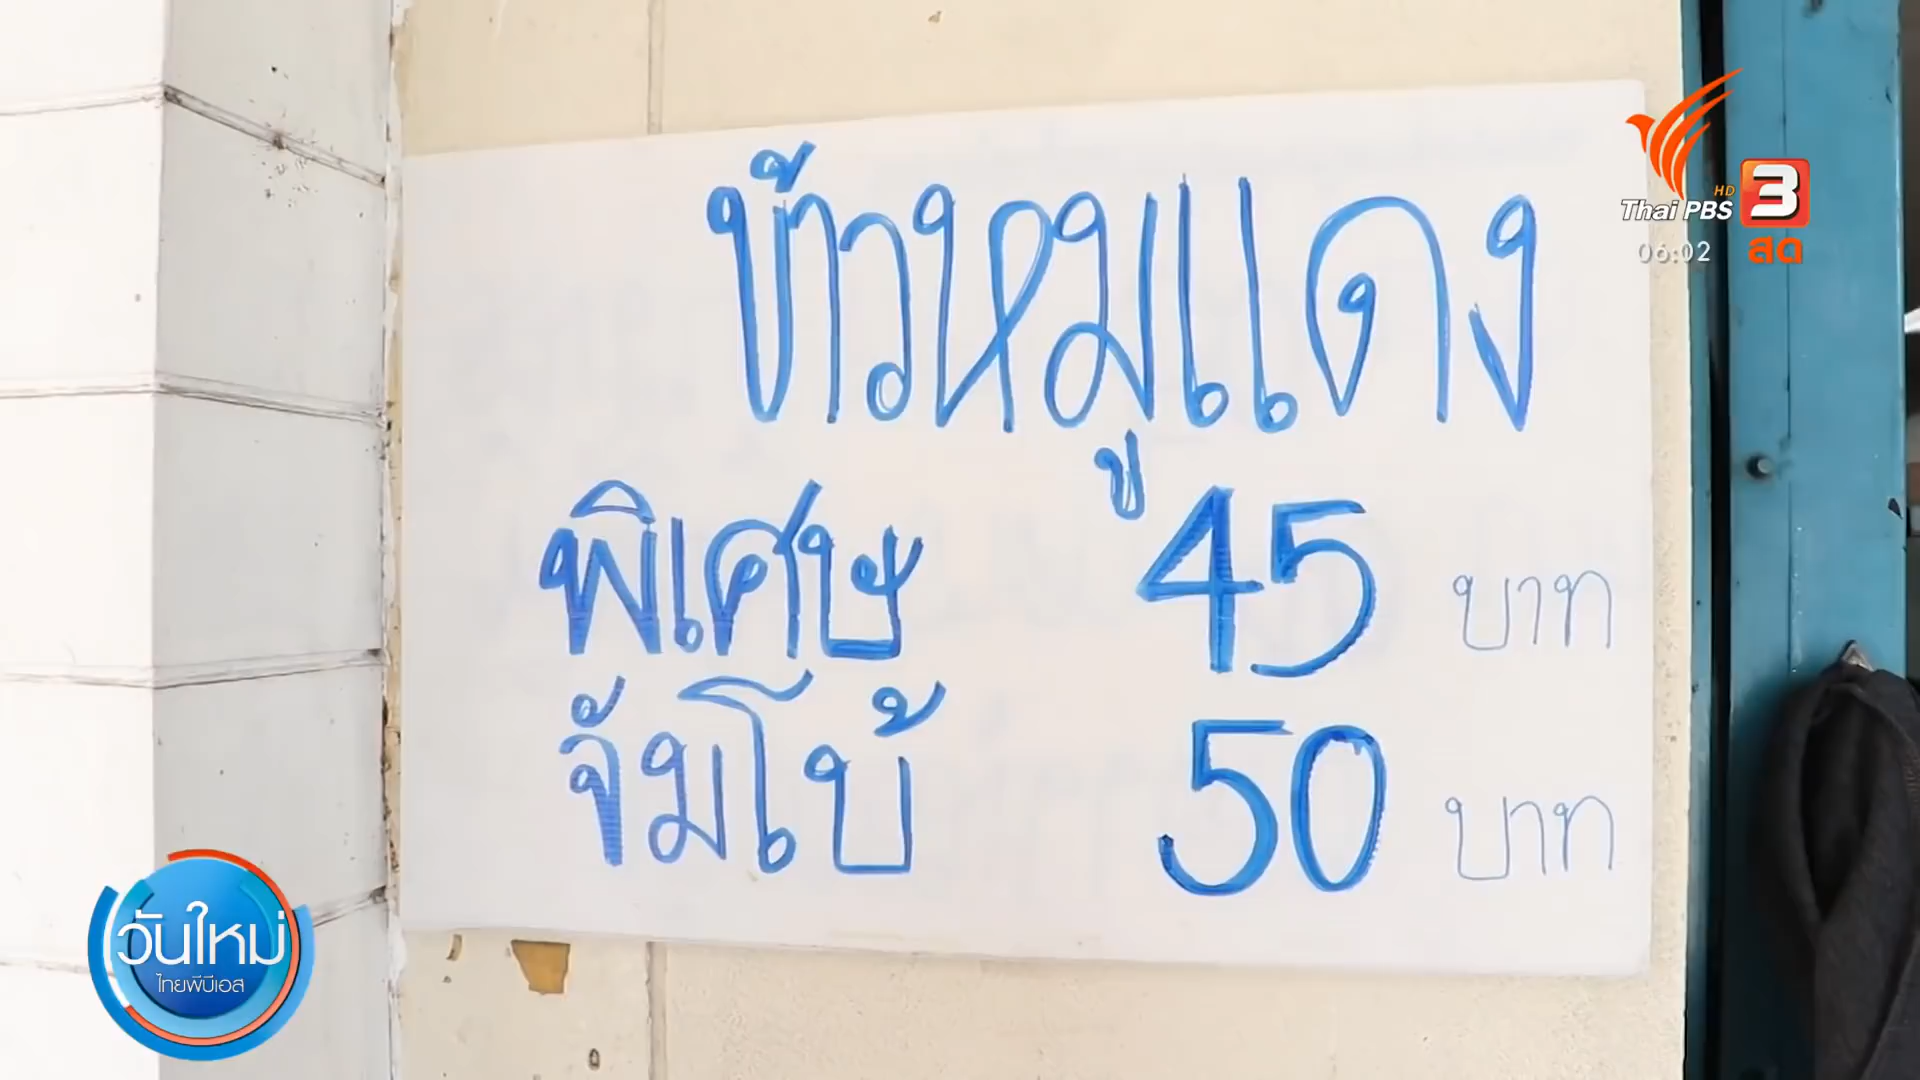 ข้าวหมูแดง
พิเศษ 45 บาท
จัมโบ้ 50 บาท
HD
Thai PBS 3
06:02 สด
วันใหม่
ไทยพีบีเอส